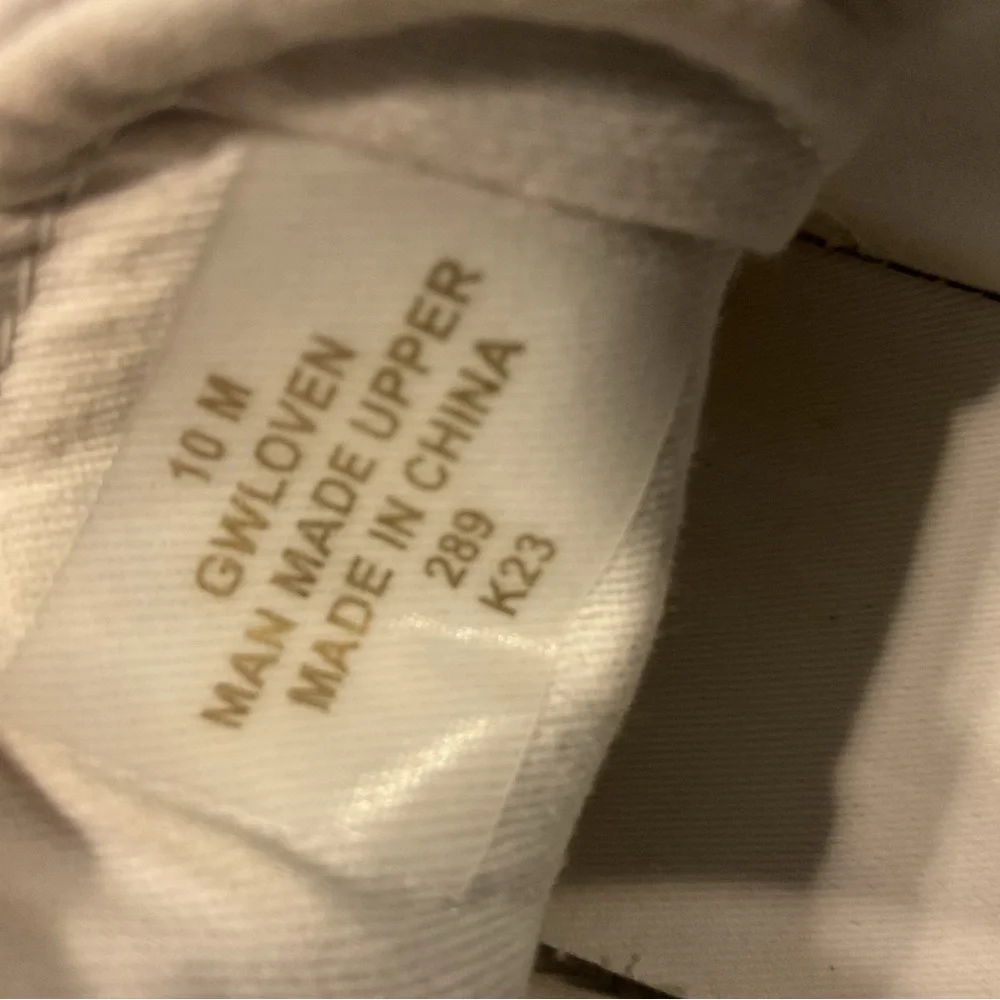 10 M
GWLOVEN
MAN MADE UPPER
MADE IN CHINA
289
K23